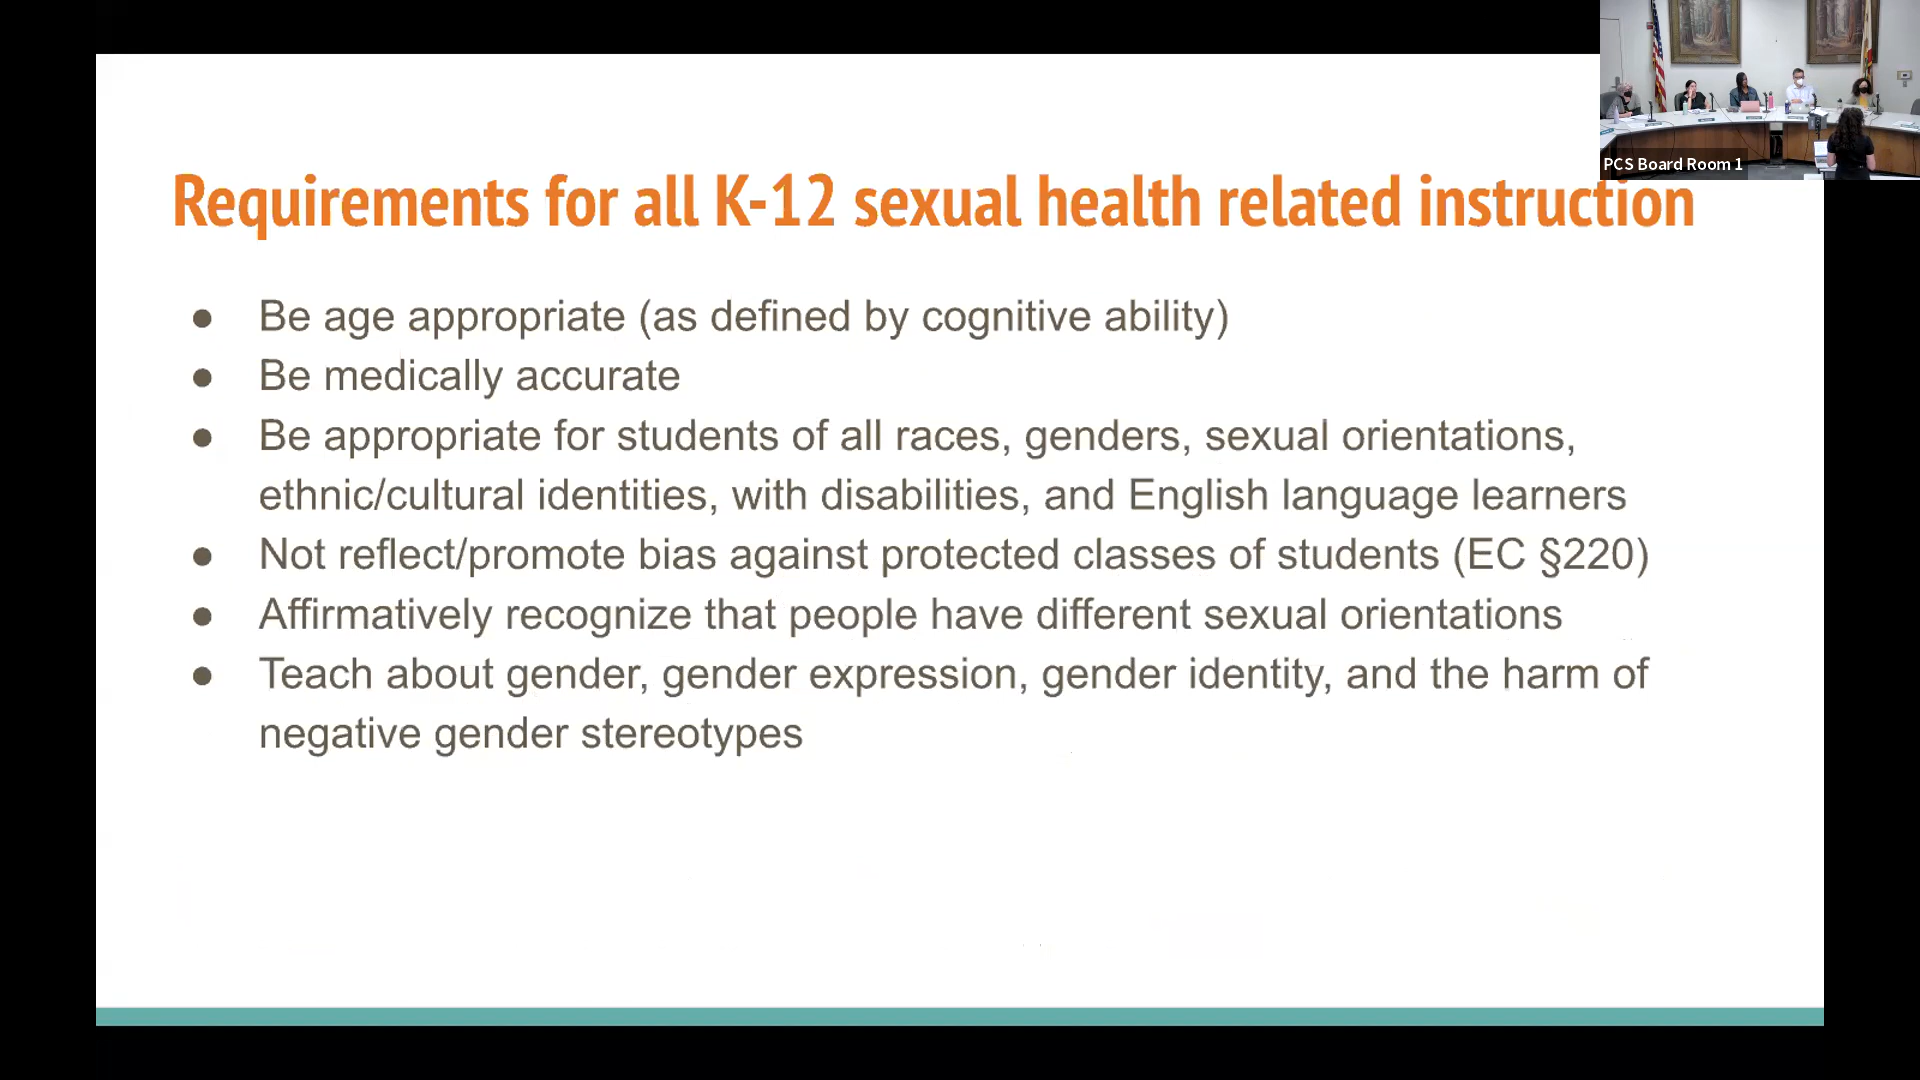 PCS Board Room 1
Requirements for all K-12 sexual health related instruction
● Be age appropriate (as defined by cognitive ability)
● Be medically accurate
● Be appropriate for students of all races, genders, sexual orientations,
ethnic/cultural identities, with disabilities, and English language learners
● Not reflect/promote bias against protected classes of students (EC §220)
● Affirmatively recognize that people have different sexual orientations
● Teach about gender, gender expression, gender identity, and the harm of
negative gender stereotypes